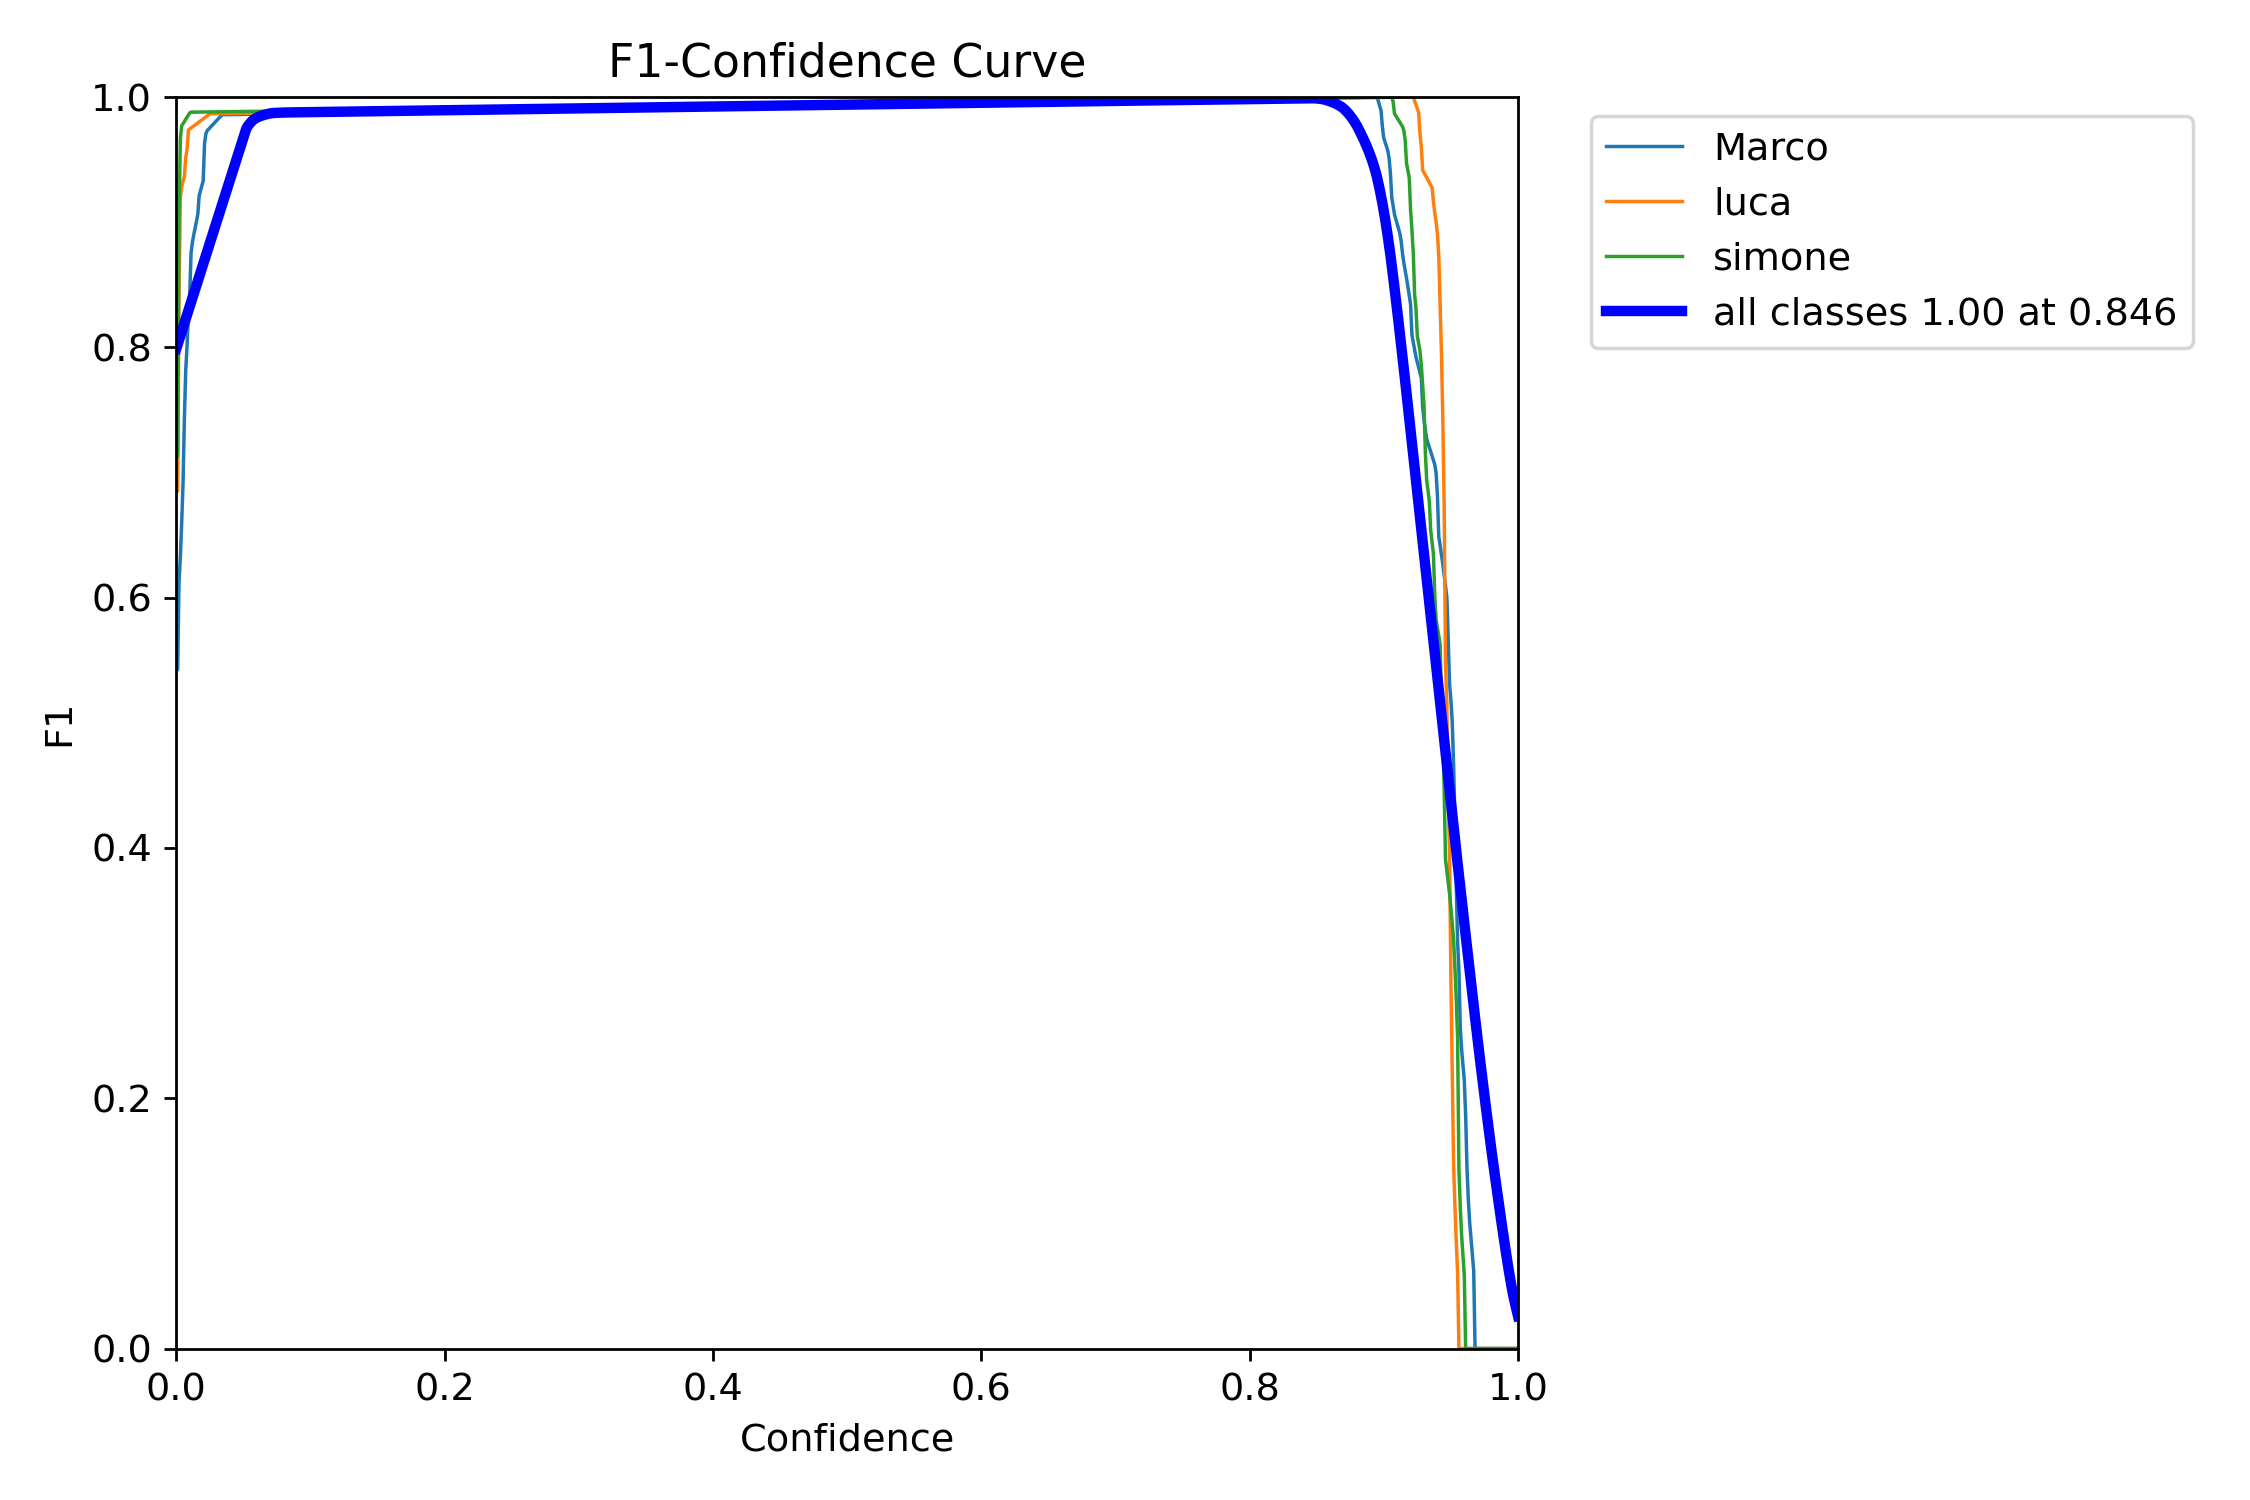 F1-Confidence Curve
1.0
0.8
0.6
0.4
0.2
0.0
F1
0.0 0.2 0.4 0.6 0.8 1.0
Confidence
Marco
luca
simone
all classes 1.00 at 0.846